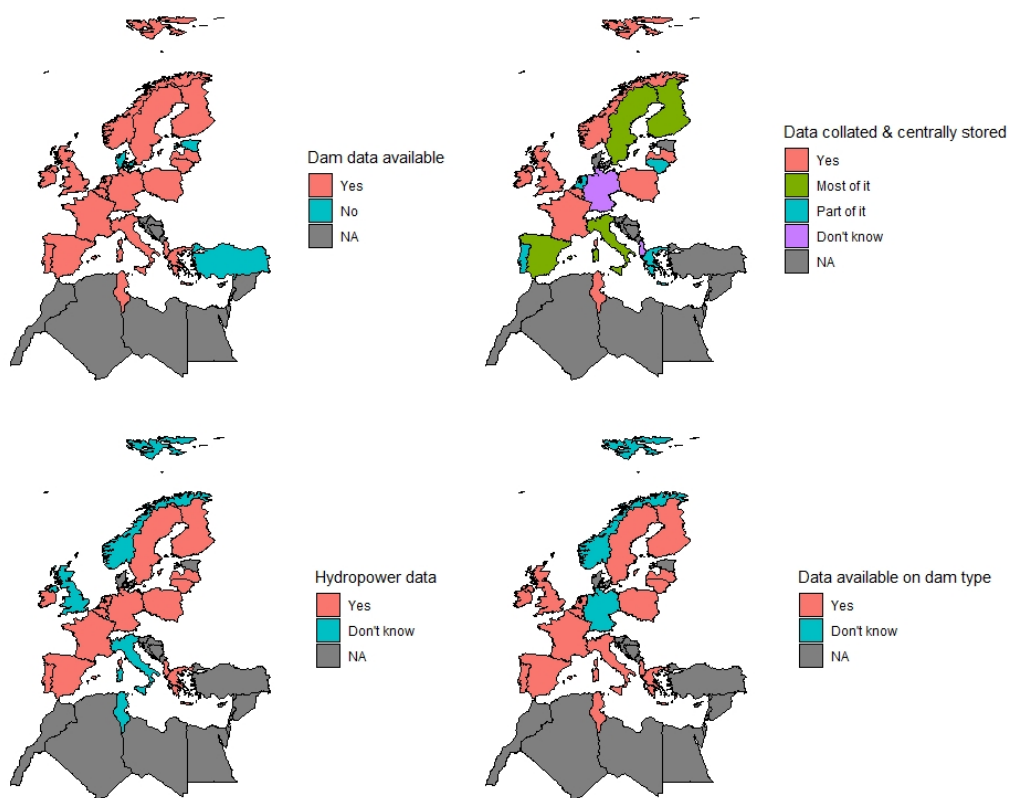 Dam data available
Yes
No
NA
Data collated & centrally stored
Yes
Most of it
Part of it
Don't know
NA
Hydropower data
Yes
Don't know
NA
Data available on dam type
Yes
Don't know
NA